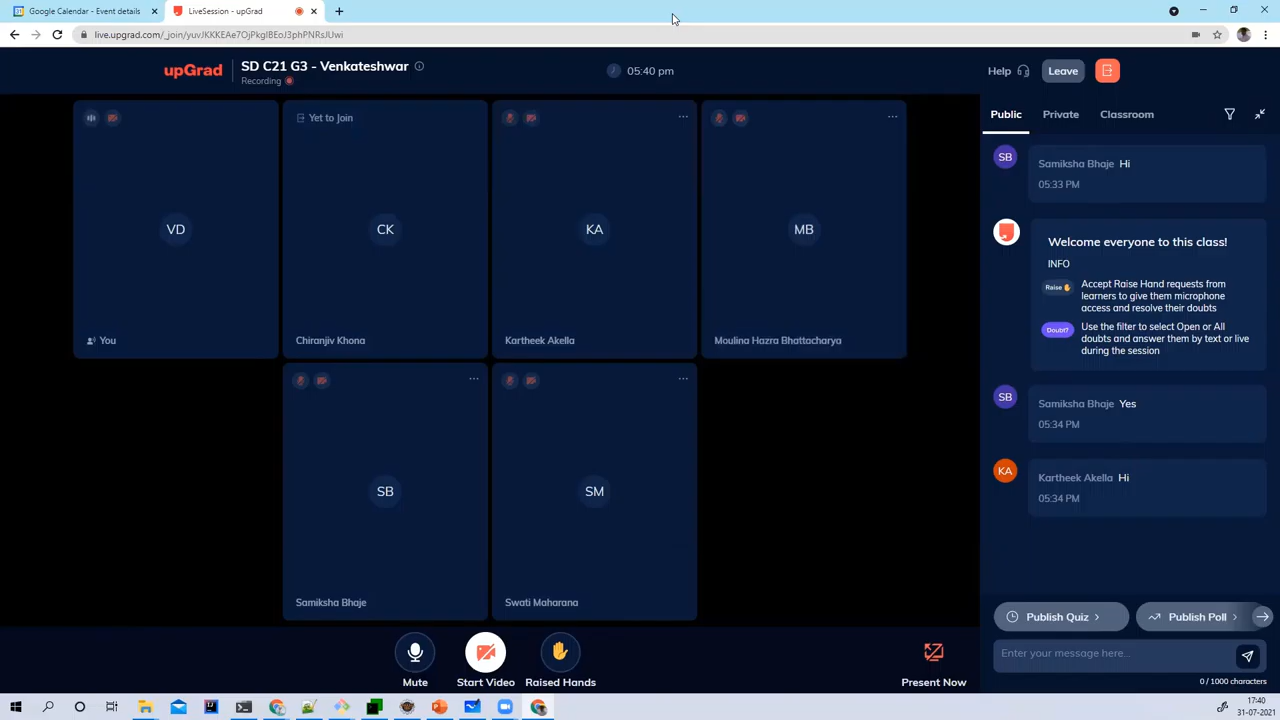 Google Calendar - Event details
LiveSession - upGrad
live.upgrad.com/_join/yuvJKKKEAe7OjPkglBEoJ3phPNRsJUwi
upGrad
SD C21 G3 - Venkateshwar
Recording
05:40 pm
Help
Leave
Public
Private
Classroom
VD
You
Yet to Join
CK
Chiranjiv Khona
KA
Kartheek Akella
MB
Moulina Hazra Bhattacharya
SB
Samiksha Bhaje
SM
Swati Maharana
SB
Samiksha Bhaje Hi
05:33 PM
Welcome everyone to this class!
INFO
Raise
Accept Raise Hand requests from
learners to give them microphone
access and resolve their doubts
Doubt?
Use the filter to select Open or All
doubts and answer them by text or live
during the session
SB
Samiksha Bhaje Yes
05:34 PM
KA
Kartheek Akella Hi
05:34 PM
Publish Quiz
Publish Poll
Enter your message here...
0 / 1000 characters
Mute
Start Video
Raised Hands
Present Now
17:40
31-07-2021